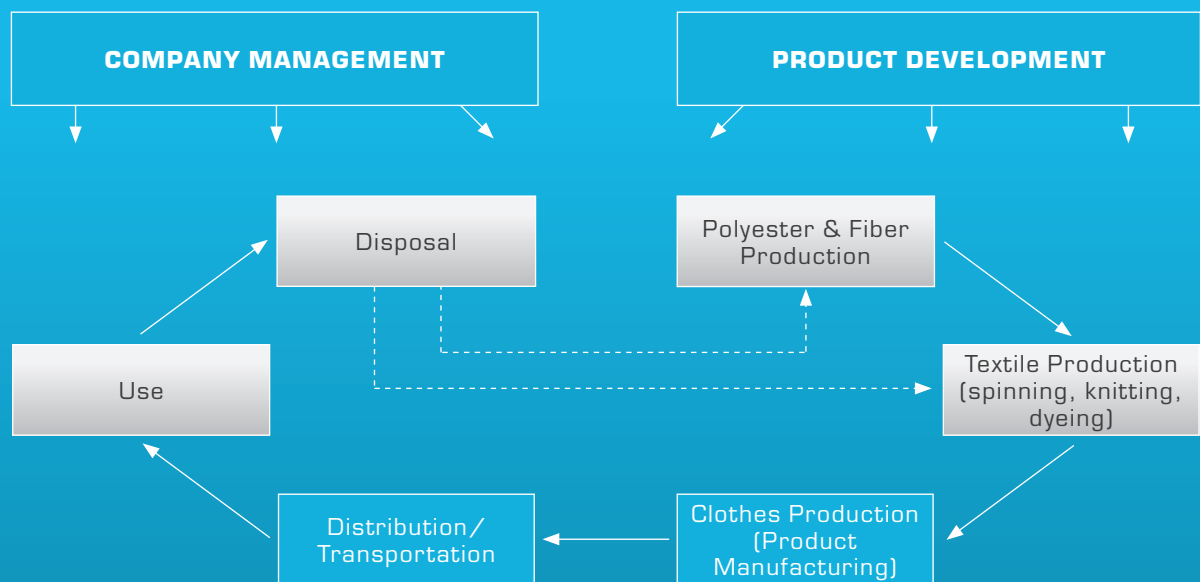 COMPANY MANAGEMENT
PRODUCT DEVELOPMENT
Disposal
Polyester & Fiber
Production
Use
Textile Production
(spinning, knitting,
dyeing)
Distribution/
Transportation
Clothes Production
(Product
Manufacturing)